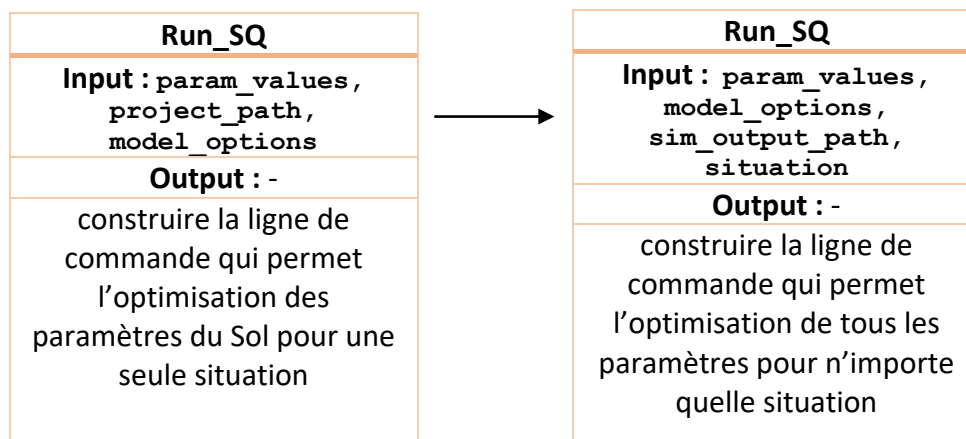 Run_SQ
Input : param_values,
project_path,
model_options
Output : -
construire la ligne de
commande qui permet
l’optimisation des
paramètres du Sol pour une
seule situation
Run_SQ
Input : param_values,
model_options,
sim_output_path,
situation
Output : -
construire la ligne de
commande qui permet
l’optimisation de tous les
paramètres pour n’importe
quelle situation